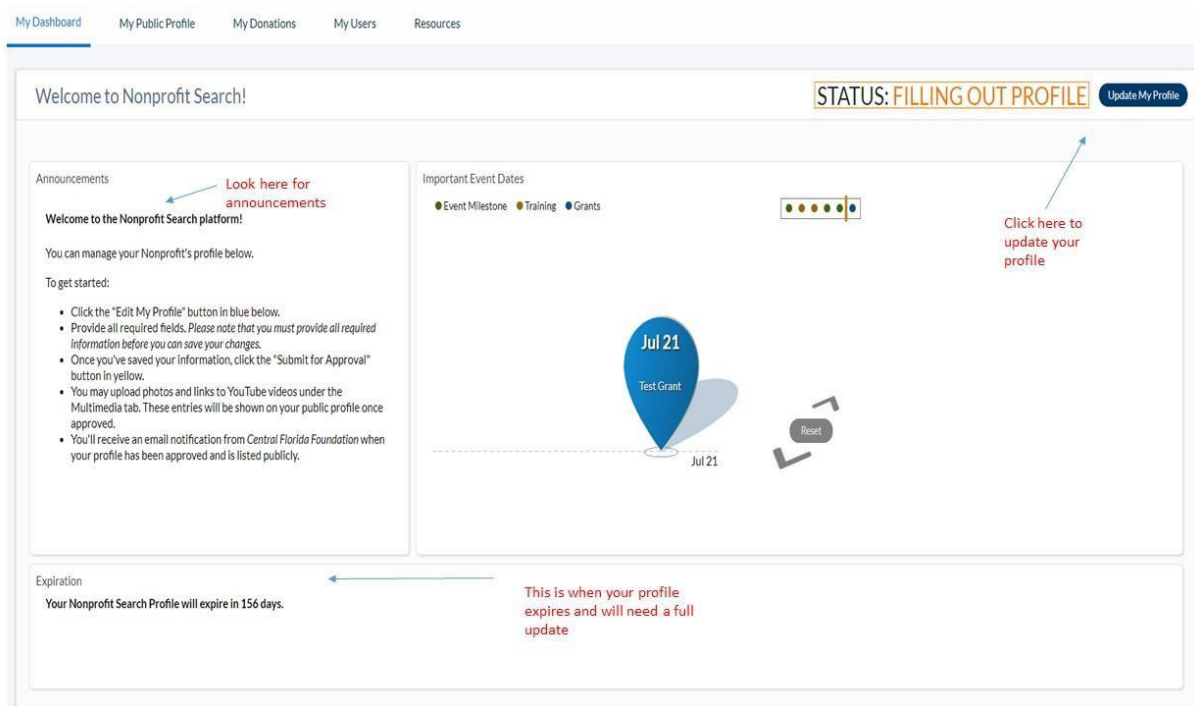 My Dashboard
My Public Profile
My Donations
My Users
Resources
Welcome to Nonprofit Search!
STATUS: FILLING OUT PROFILE
Update My Profile
Announcements
Look here for
announcements
Welcome to the Nonprofit Search platform!
You can manage your Nonprofit's profile below.
To get started:
• Click the "Edit My Profile" button in blue below.
• Provide all required fields. Please note that you must provide all required
information before you can save your changes.
• Once you've saved your information, click the "Submit for Approval"
button in yellow.
• You may upload photos and links to YouTube videos under the
Multimedia tab. These entries will be shown on your public profile once
approved.
• You'll receive an email notification from Central Florida Foundation when
your profile has been approved and is listed publicly.
Important Event Dates
Event Milestone
Training
Grants
Click here to
update your
profile
Jul 21
Test Grant
Reset
Jul 21
Expiration
Your Nonprofit Search Profile will expire in 156 days.
This is when your profile
expires and will need a full
update